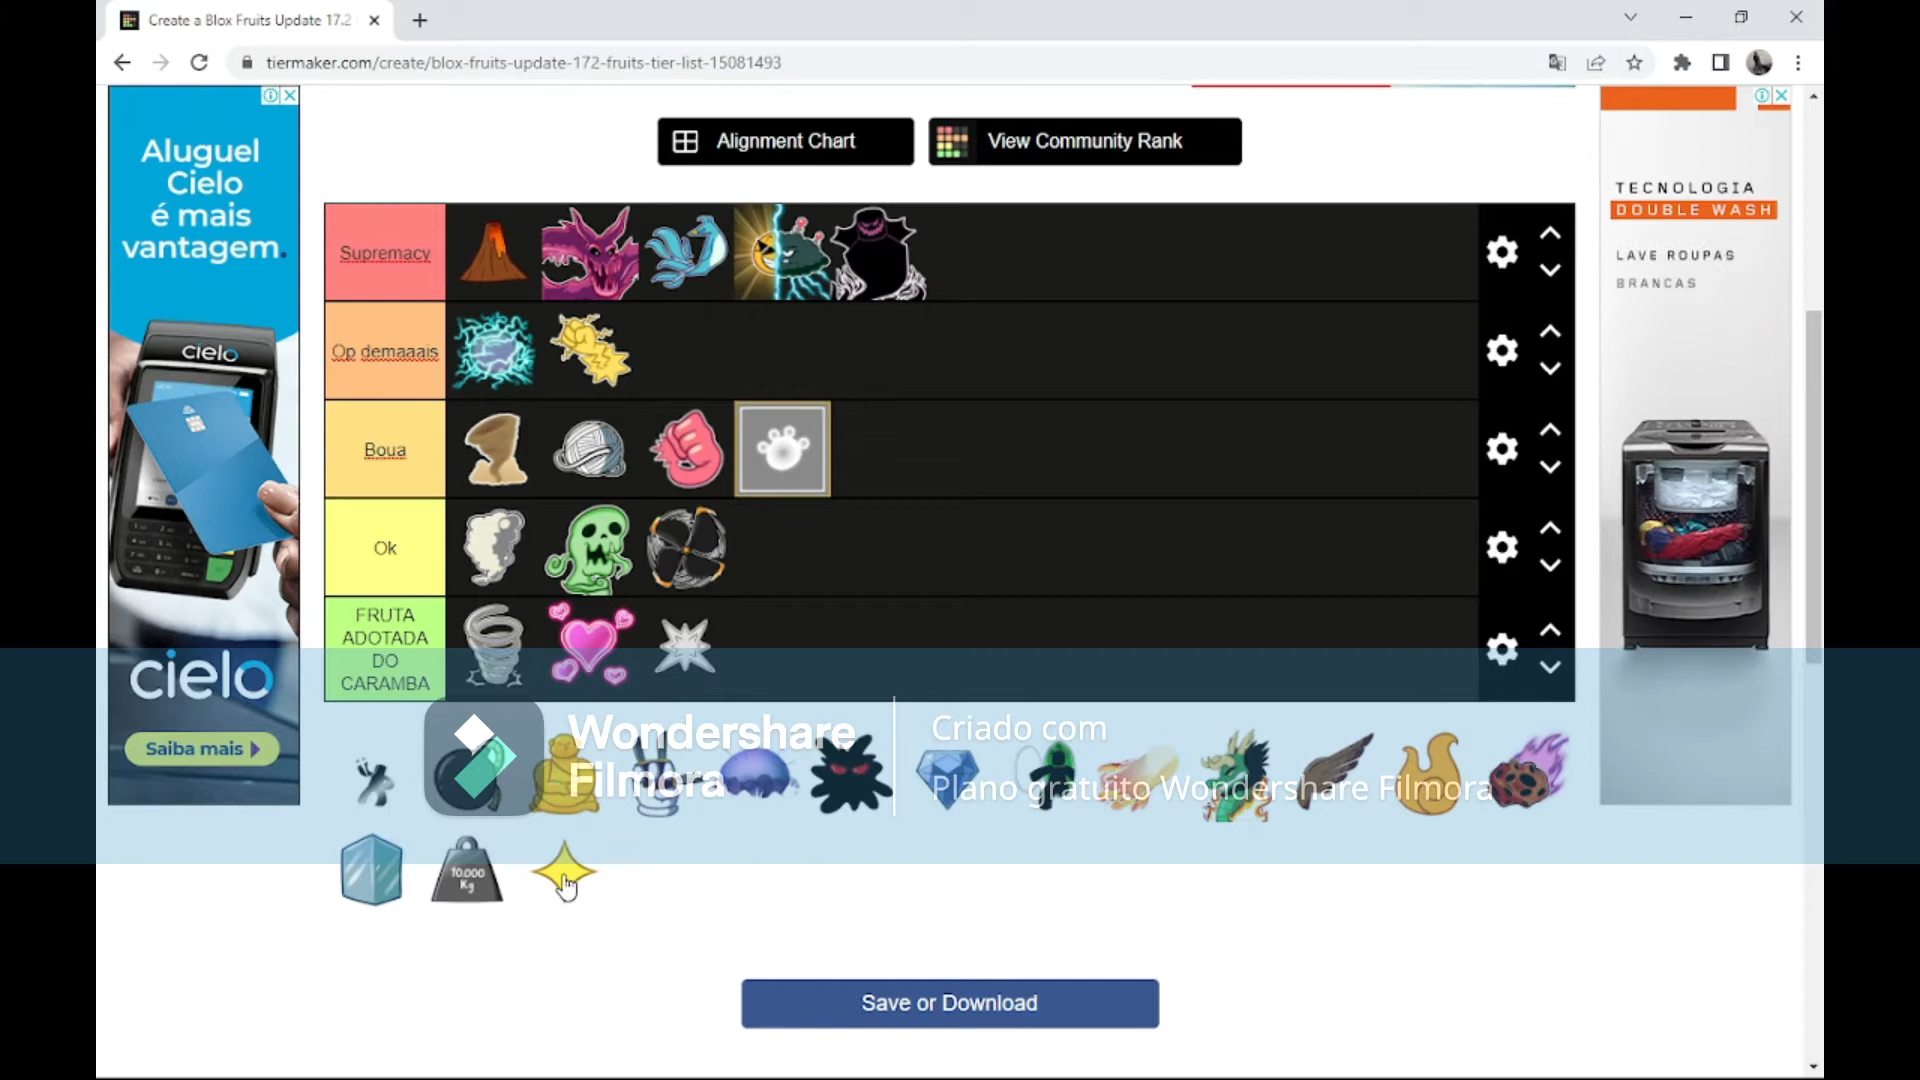 Create a Blox Fruits Update 17.2
tiermaker.com/create/blox-fruits-update-172-fruits-tier-list-15081493
Aluguel
Cielo
é mais
vantagem.
cielo
cielo
Saiba mais
Alignment Chart
View Community Rank
Supremacy
Op demaaais
Boua
Ok
FRUTA
ADOTADA
DO
CARAMBA
TECNOLOGIA
DOUBLE WASH
LAVE ROUPAS
BRANCAS
Wondershare
Filmora
Criado com
Plano gratuito Wondershare Filmora
10.000
Kg
Save or Download